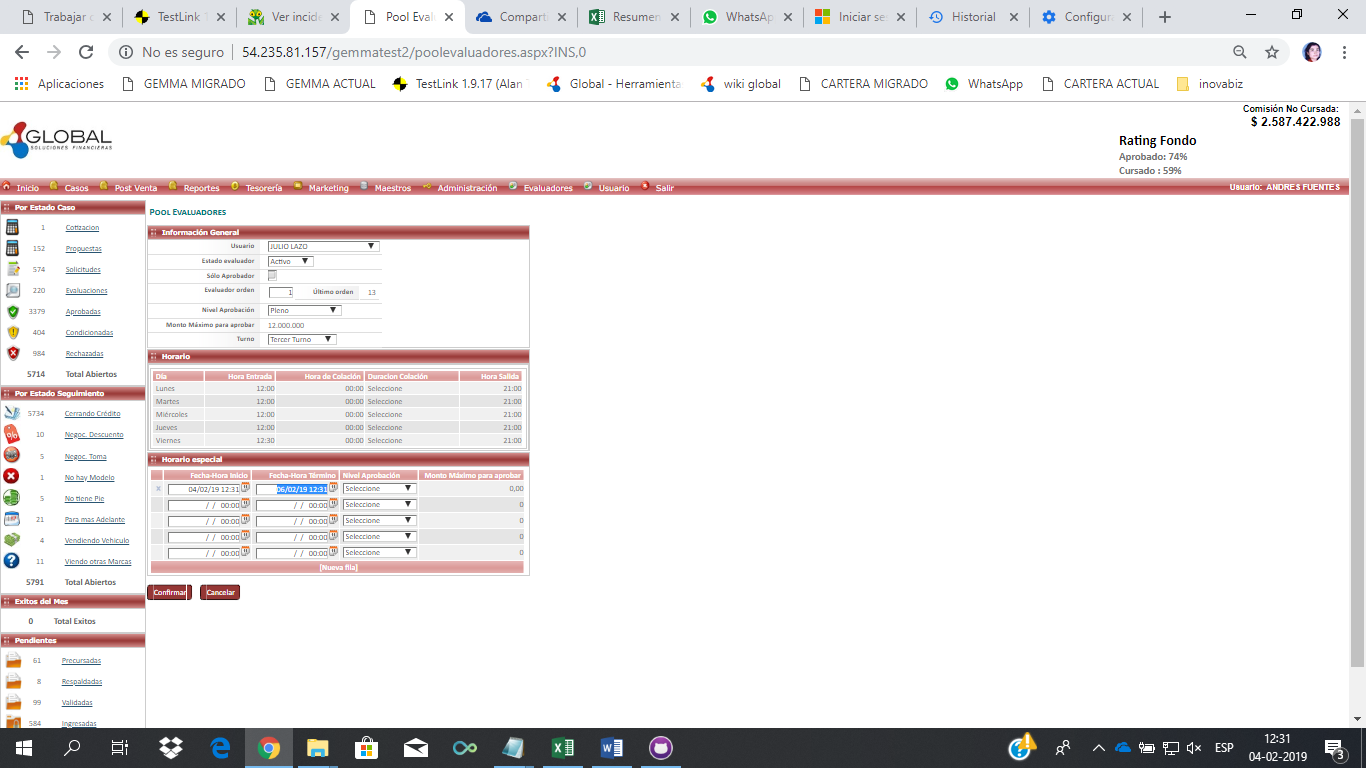 Trabajar c
TestLink 1
Ver incide
Pool Eval
Comparti
Resumen
WhatsAp
Iniciar se
Historial
Configura
No es seguro | 54.235.81.157/gemmatest2/poolevaluadores.aspx?INS,0
Aplicaciones
GEMMA MIGRADO
GEMMA ACTUAL
TestLink 1.9.17 (Alan
Global - Herramienta
wiki global
CARTERA MIGRADO
WhatsApp
CARTERA ACTUAL
inovabiz
GLOBAL
SOLUCIONES FINANCIERAS
Comisión No Cursada:
$ 2.587.422.988
Rating Fondo
Aprobado: 74%
Cursado : 59%
Inicio Casos Post Venta Reportes Tesorería Marketing Maestros Administración Evaluadores Usuario Salir
Usuario: ANDRES FUENTES
Por Estado Caso
1 Cotizacion
152 Propuestas
574 Solicitudes
220 Evaluaciones
3379 Aprobadas
404 Condicionadas
984 Rechazadas
5714 Total Abiertos
Por Estado Seguimiento
5734 Cerrando Crédito
10 Negoc. Descuento
5 Negoc. Toma
1 No hay Modelo
5 No tiene Pie
21 Para mas Adelante
4 Vendiendo Vehiculo
11 Viendo otras Marcas
5791 Total Abiertos
Exitos del Mes
0 Total Exitos
Pendientes
61 Precursadas
8 Respaldadas
99 Validadas
584 Ingresadas
Pool Evaluadores
Información General
Usuario JULIO LAZO
Estado evaluador Activo
Sólo Aprobador
Evaluador orden 1 Último orden 13
Nivel Aprobación Pleno
Monto Máximo para aprobar 12.000.000
Turno Tercer Turno
Horario
Día Hora Entrada Hora de Colación Duracion Colación Hora Salida
Lunes 12:00 00:00 Seleccione 21:00
Martes 12:00 00:00 Seleccione 21:00
Miércoles 12:00 00:00 Seleccione 21:00
Jueves 12:00 00:00 Seleccione 21:00
Viernes 12:30 00:00 Seleccione 21:00
Horario especial
Fecha-Hora Inicio Fecha-Hora Término Nivel Aprobación Monto Máximo para aprobar
x 04/02/19 12:31 06/02/19 12:31 Seleccione 0,00
/ / 00:00 / / 00:00 Seleccione 0
/ / 00:00 / / 00:00 Seleccione 0
/ / 00:00 / / 00:00 Seleccione 0
/ / 00:00 / / 00:00 Seleccione 0
[Nueva fila]
Confirmar Cancelar
ESP
12:31
04-02-2019
3